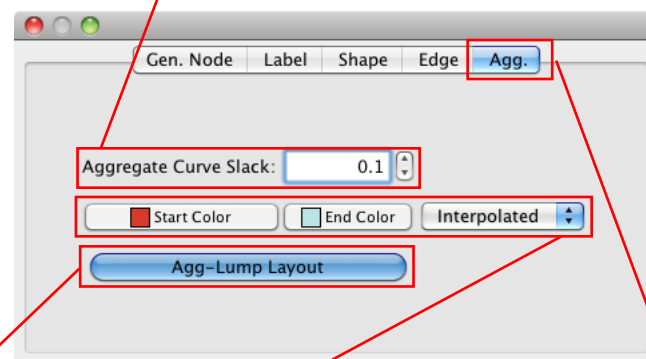 Gen. Node Label Shape Edge Agg.
Aggregate Curve Slack: 0.1
Start Color End Color Interpolated
Agg-Lump Layout